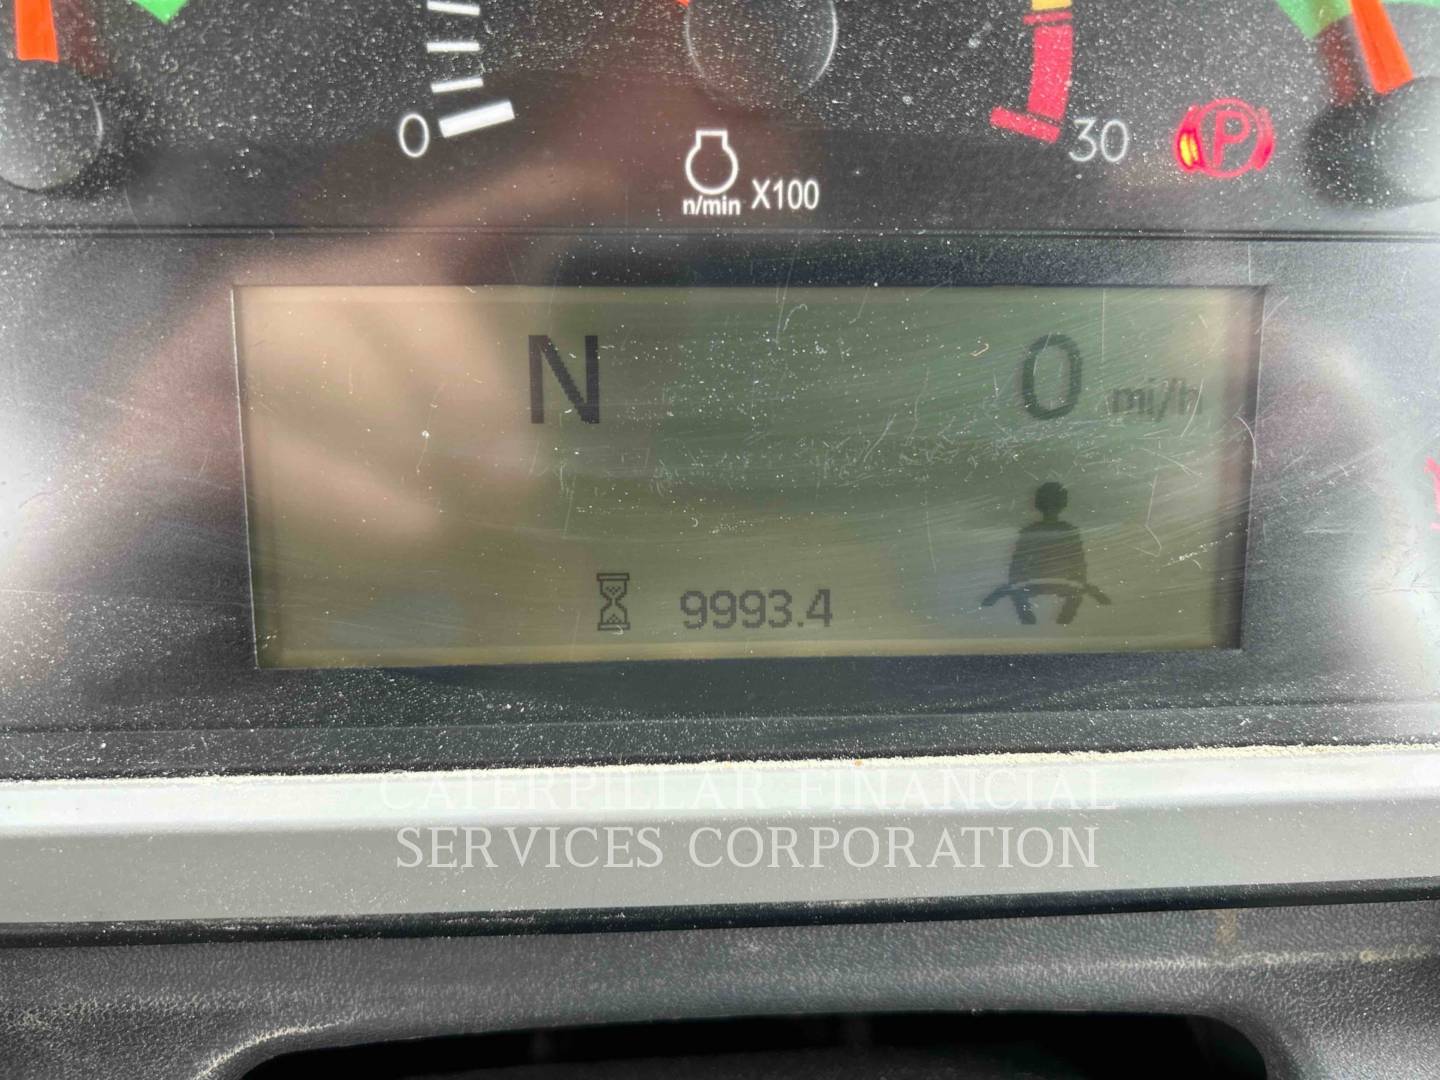 0
30
P
n/min X100
N
0 mi/h
9993.4
CATERPILLAR FINANCIAL
SERVICES CORPORATION